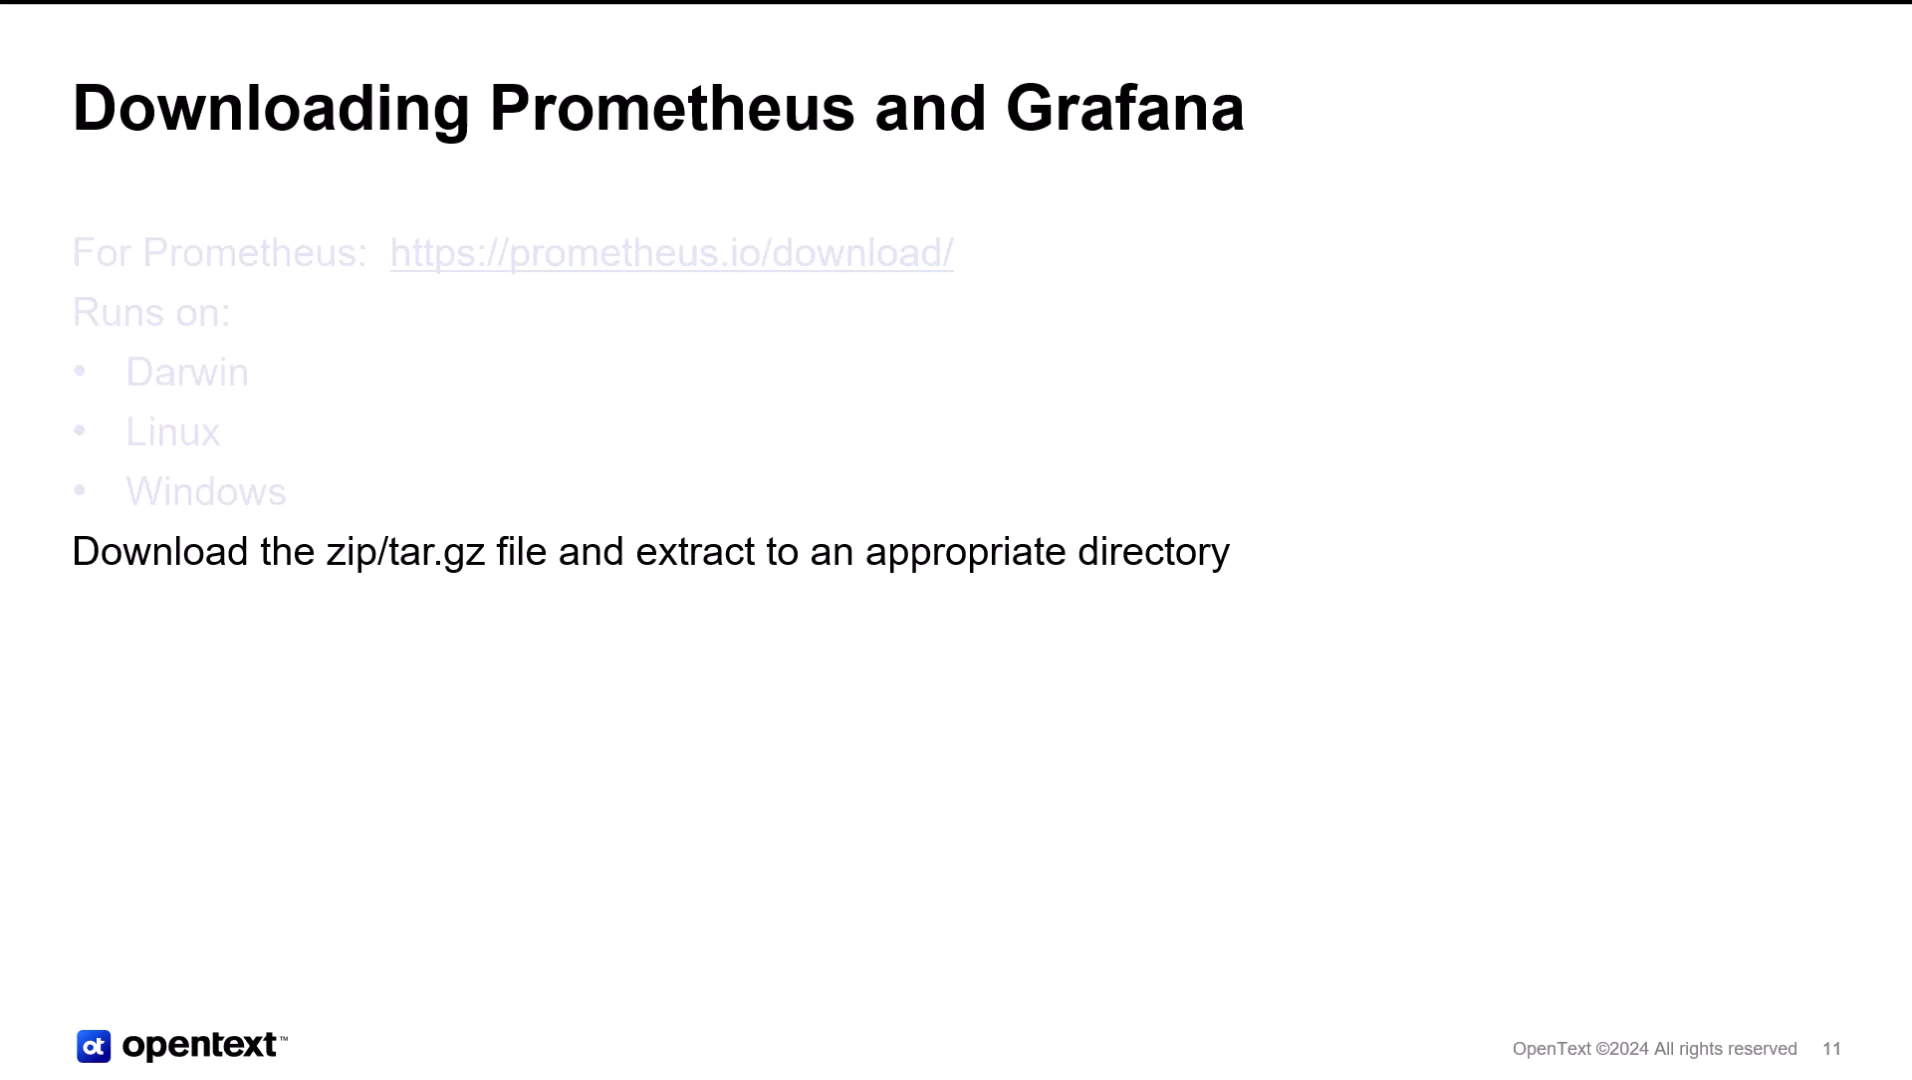 Downloading Prometheus and Grafana
For Prometheus: https://prometheus.io/download/
Runs on:
• Darwin
• Linux
• Windows
Download the zip/tar.gz file and extract to an appropriate directory
ot opentext™
OpenText ©2024 All rights reserved 11